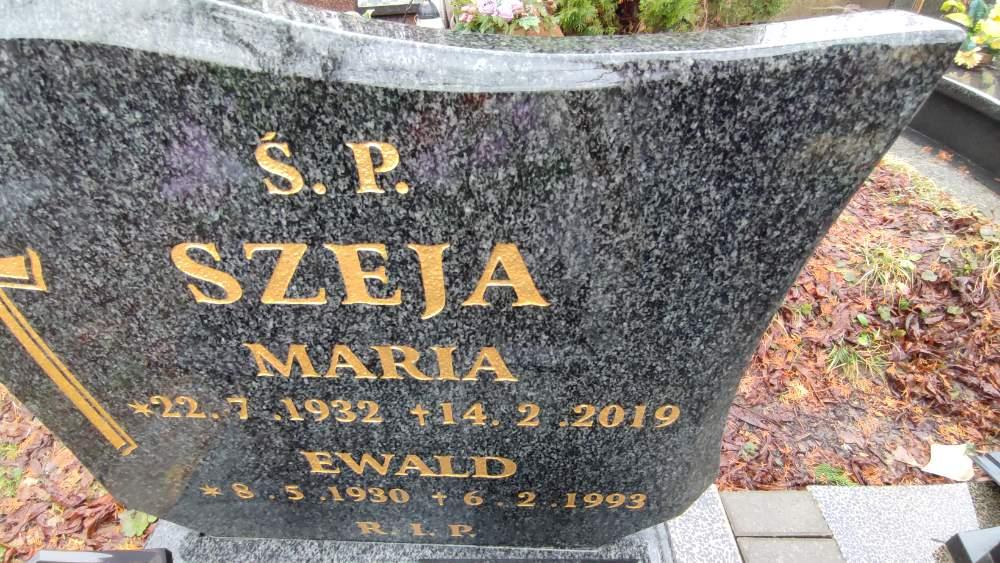 Ś. P.
SZEJA
MARIA
*22.7.1932 †14.2.2019
EWALD
*8.5.1930 †6.2.1993
R.I.P.